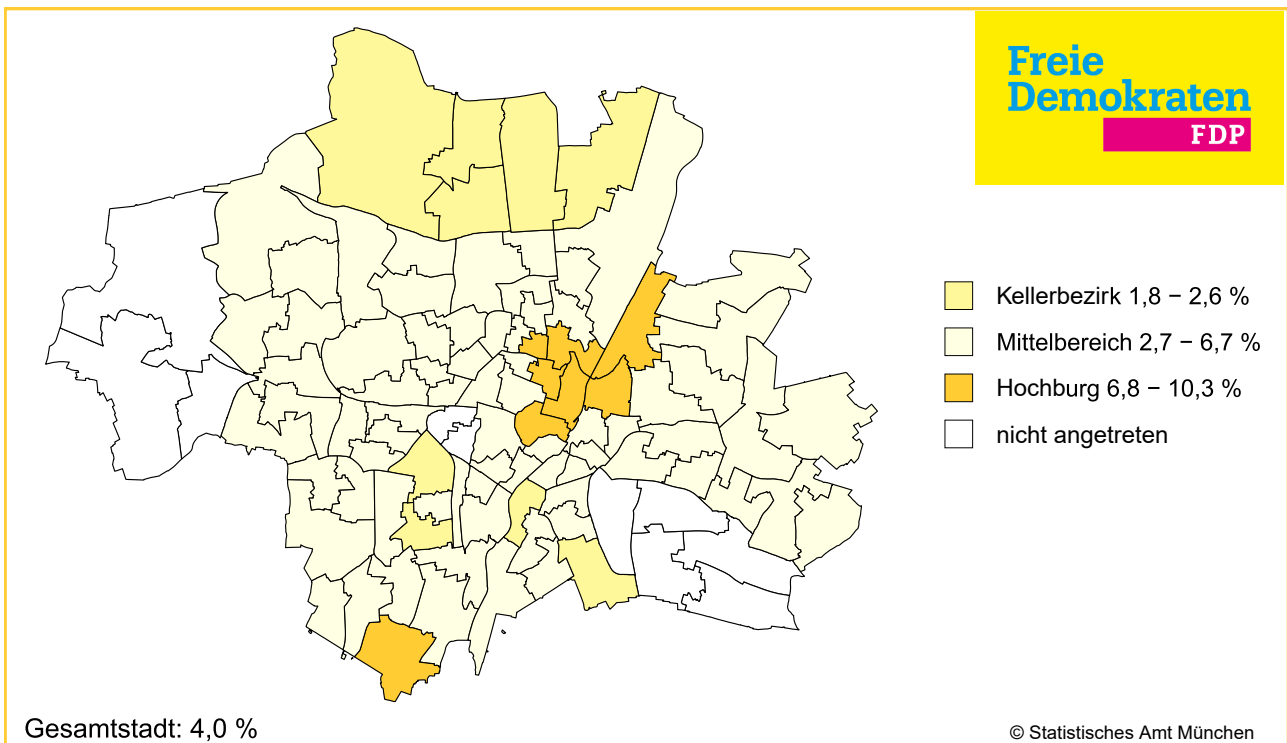 Freie
Demokraten
FDP
Kellerbezirk 1,8 − 2,6 %
Mittelbereich 2,7 − 6,7 %
Hochburg 6,8 − 10,3 %
nicht angetreten
Gesamtstadt: 4,0 %
© Statistisches Amt München